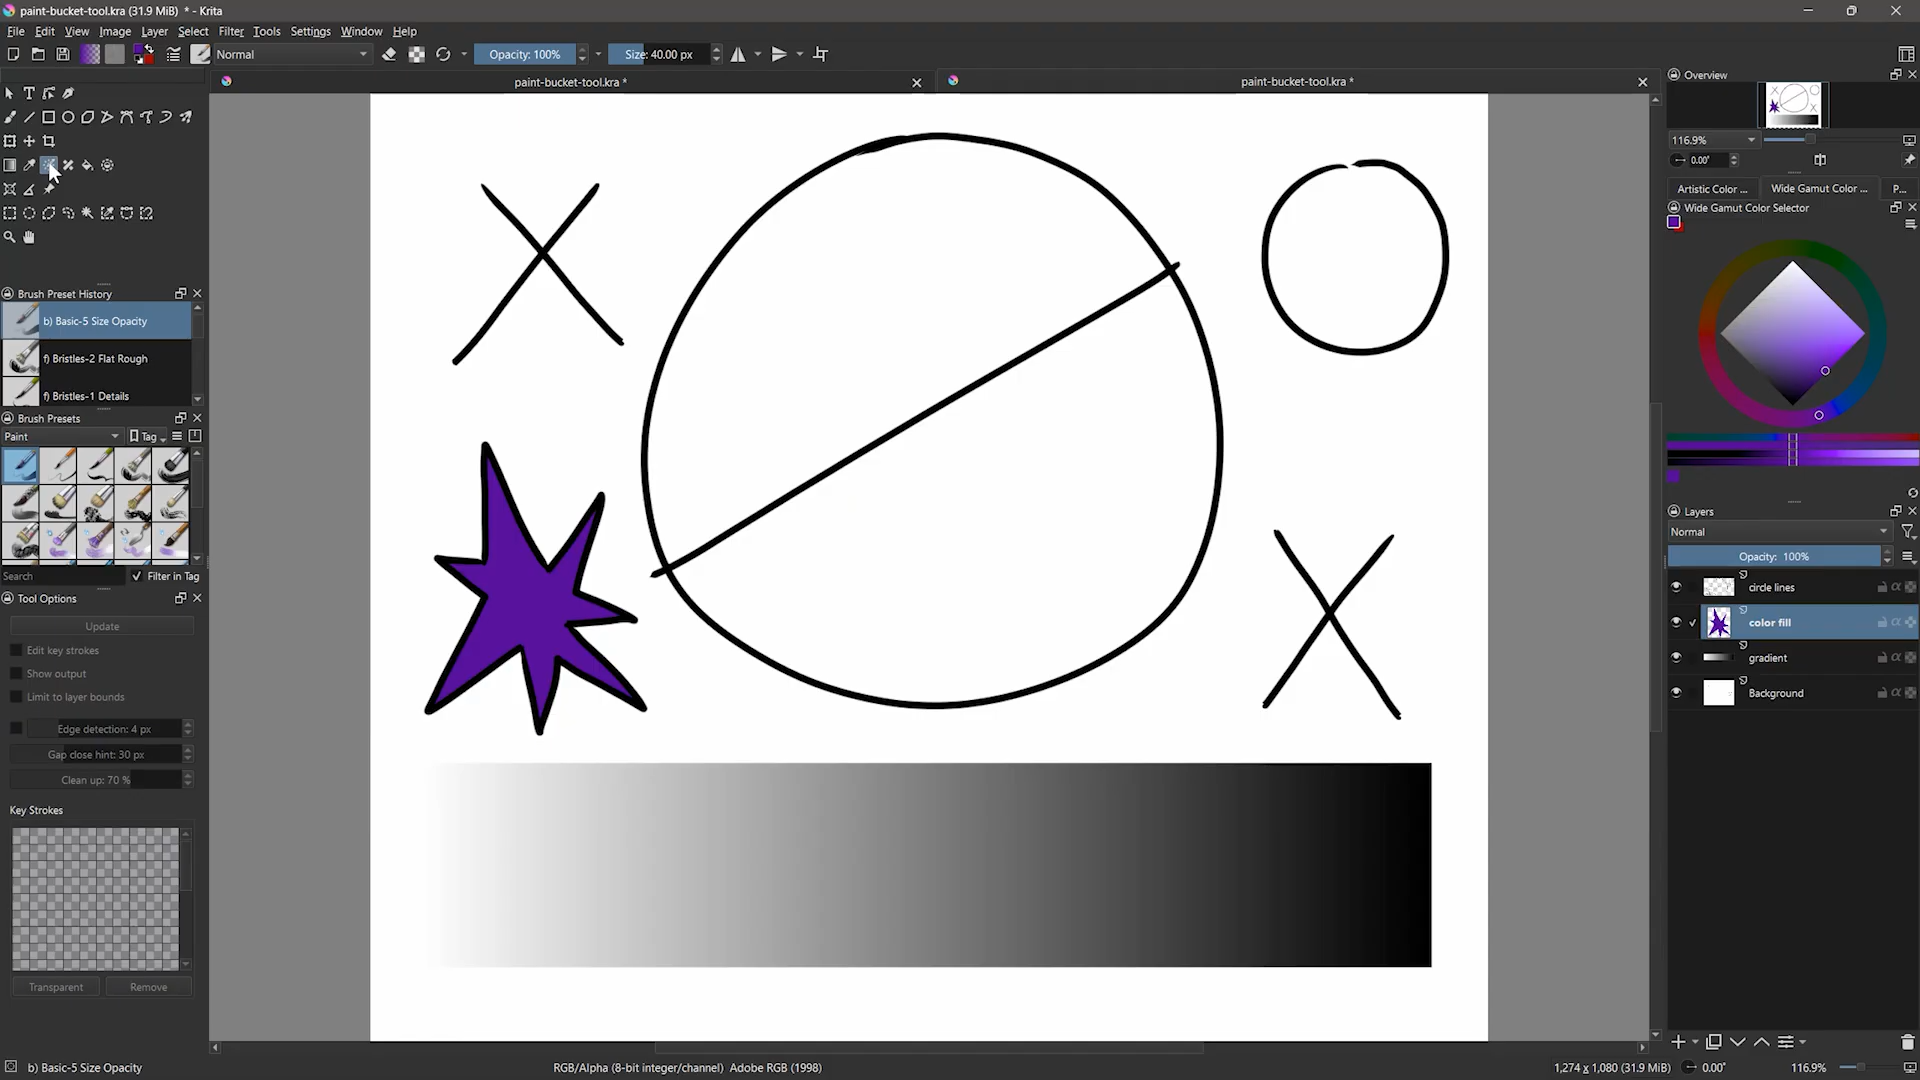 paint-bucket-tool.kra (31.9 MiB) * - Krita
File Edit View Image Layer Select Filter Tools Settings Window Help
Normal Opacity: 100% Size: 40.00 px
paint-bucket-tool.kra * paint-bucket-tool.kra *
Overview
116.9%
0.00°
Artistic Color ... Wide Gamut Color ... P...
Wide Gamut Color Selector
Brush Preset History
b) Basic-5 Size Opacity
f) Bristles-2 Flat Rough
f) Bristles-1 Details
Brush Presets
Paint Tag
Search Filter in Tag
Tool Options
Update
Edit key strokes
Show output
Limit to layer bounds
Edge detection: 4 px
Gap close hint: 30 px
Clean up: 70 %
Key Strokes
Transparent Remove
Layers
Normal
Opacity: 100%
circle lines
color fill
gradient
Background
b) Basic-5 Size Opacity RGB/Alpha (8-bit integer/channel) Adobe RGB (1998) 1,274 x 1,080 (31.9 MiB) 0.00° 116.9%